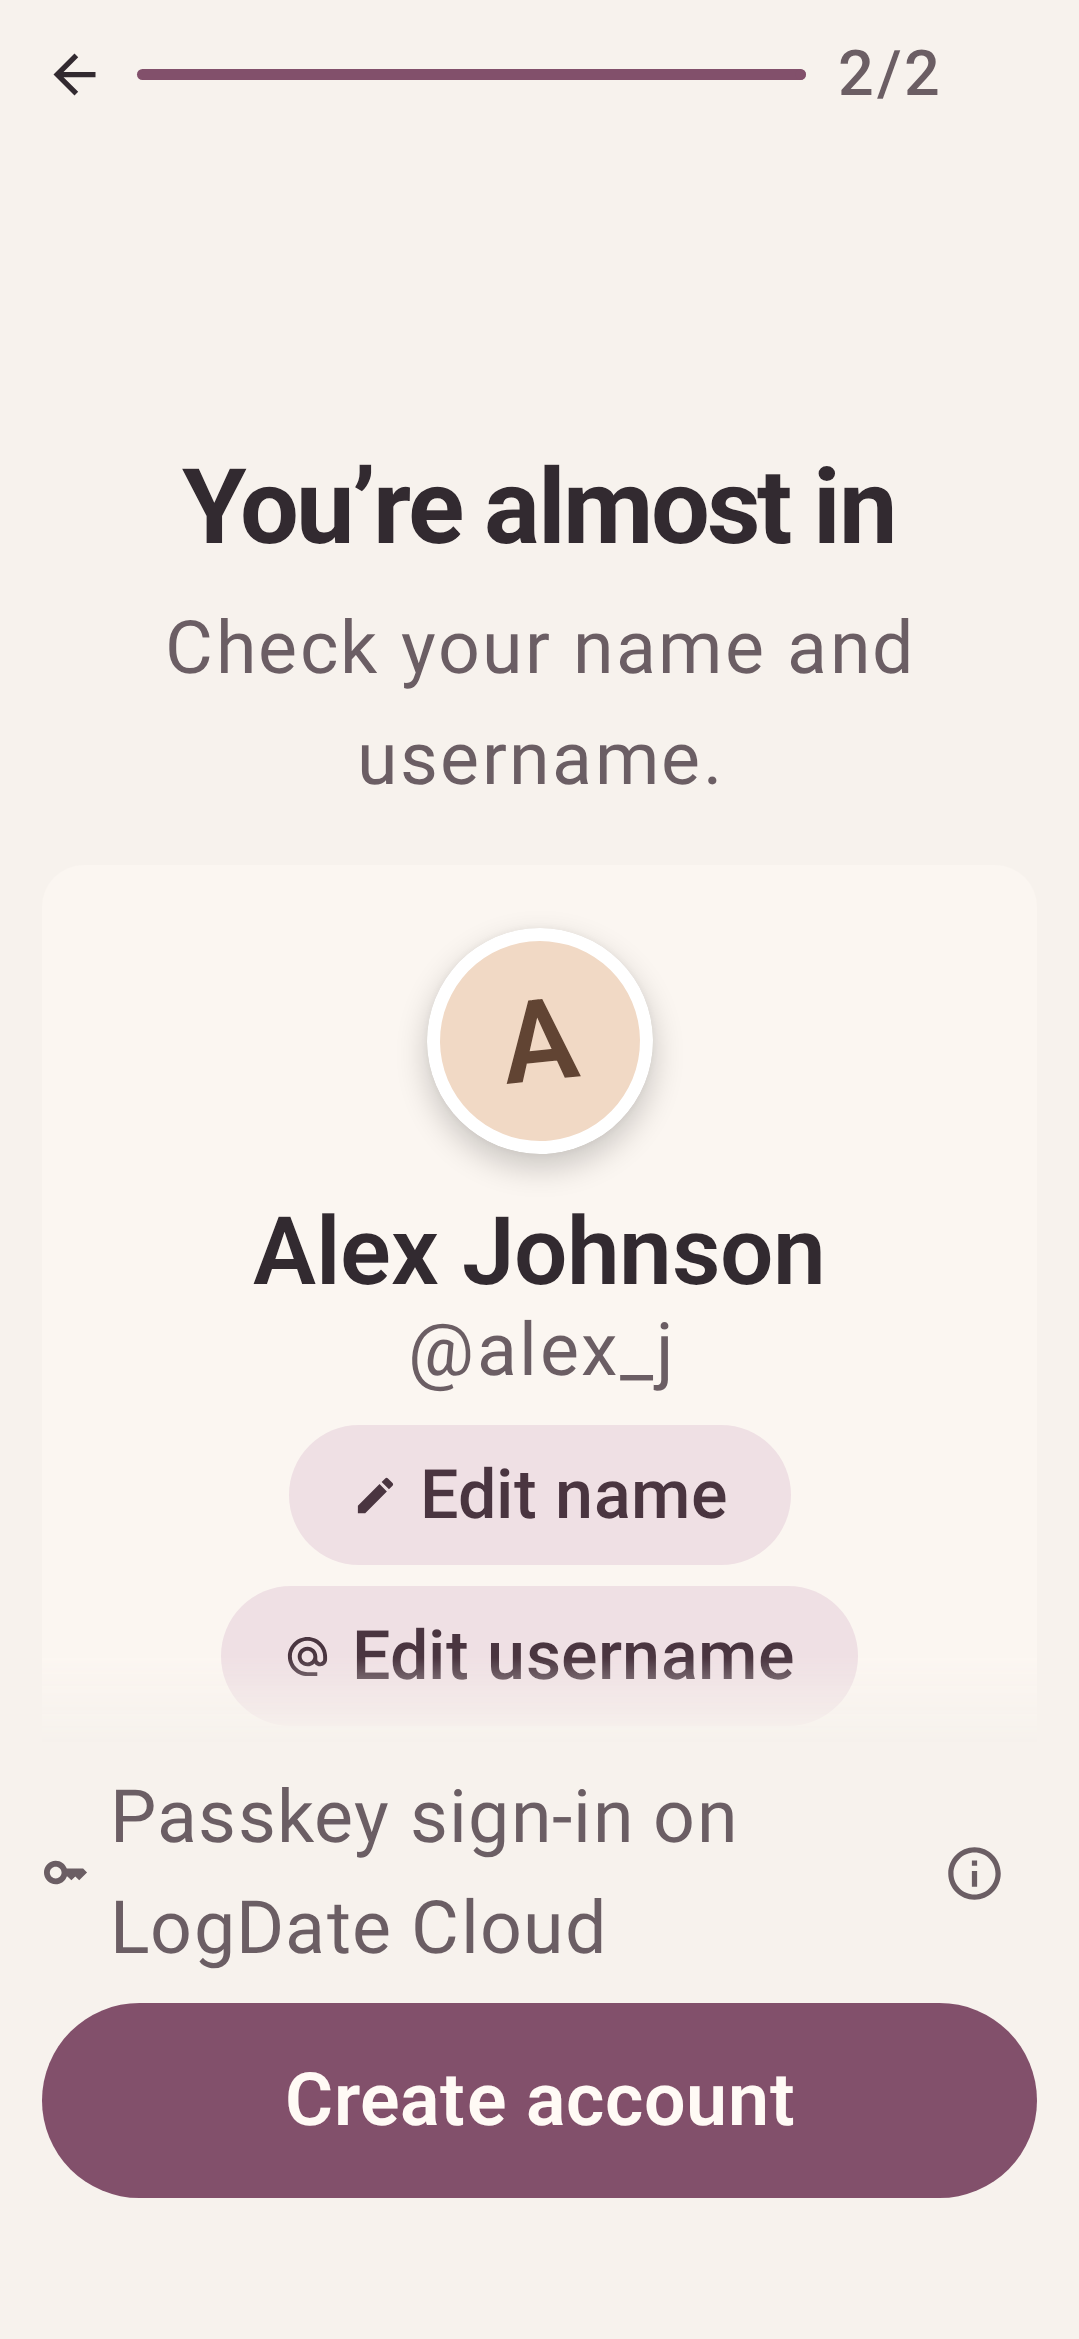 2/2
You’re almost in
Check your name and
username.
A
Alex Johnson
@alex_j
Edit name
Edit username
Passkey sign-in on
LogDate Cloud
Create account